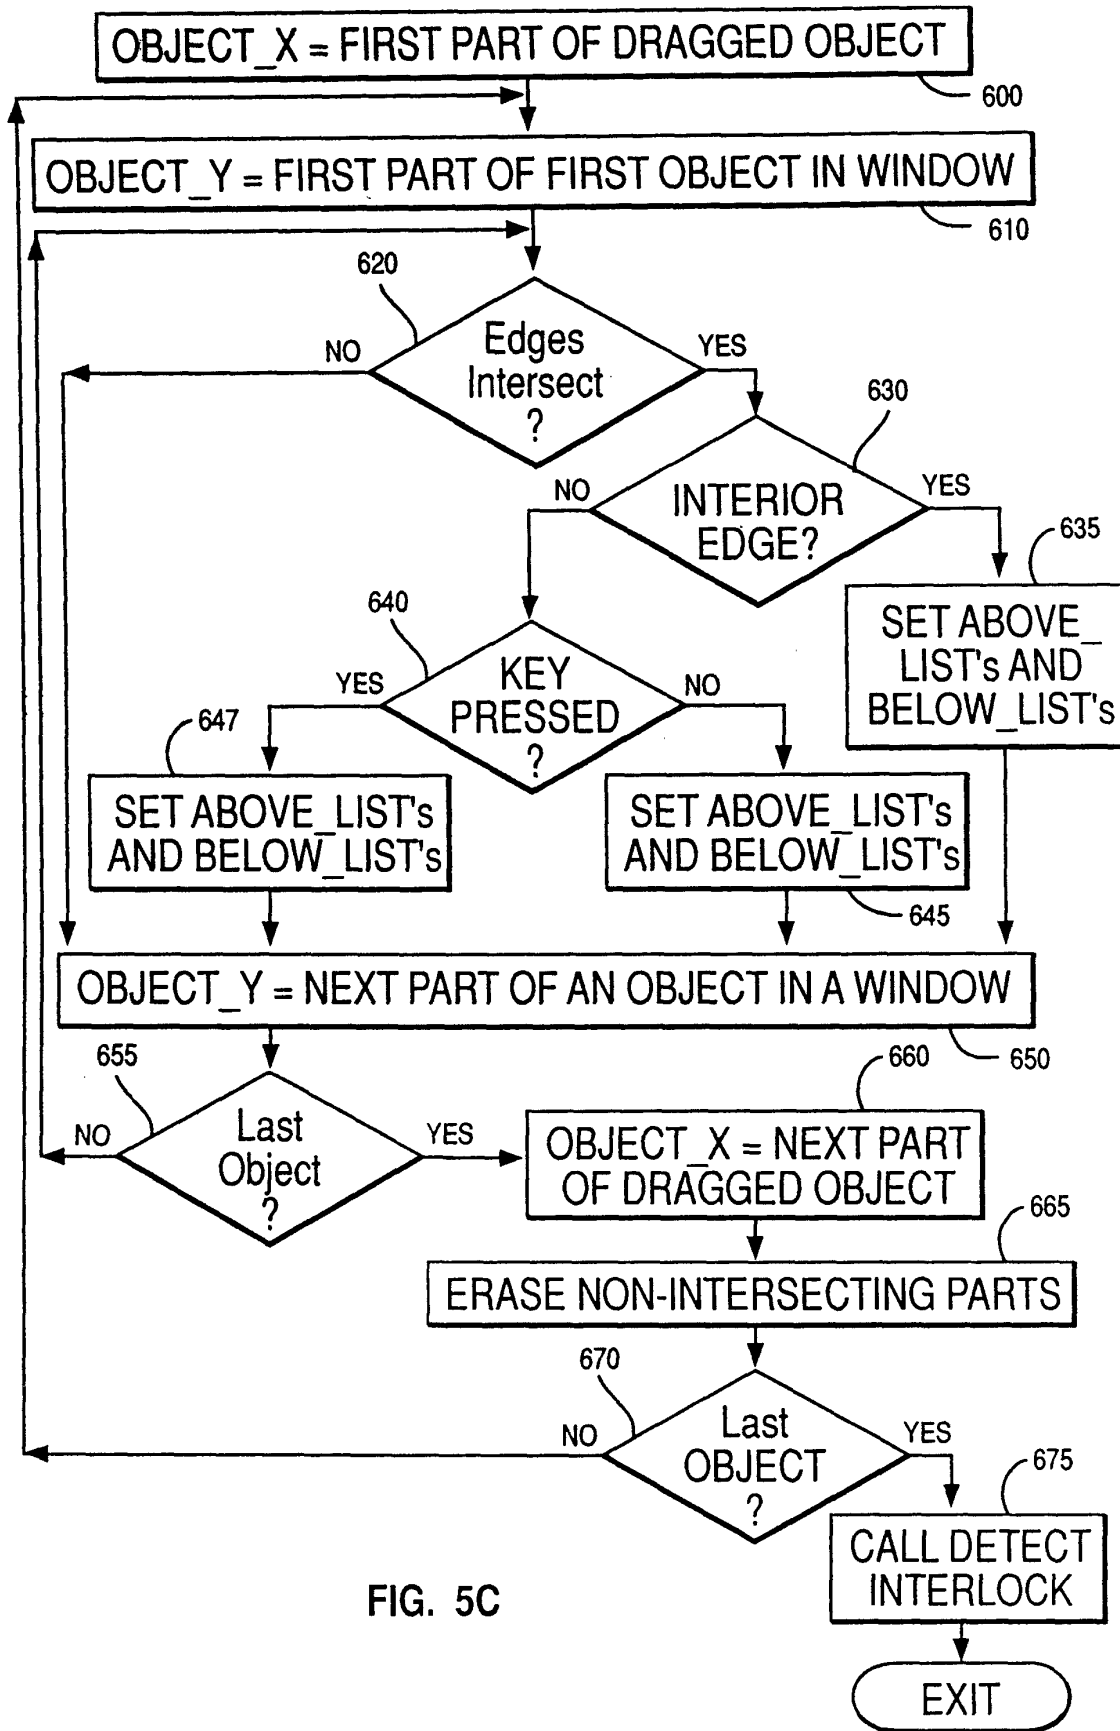 OBJECT_X = FIRST PART OF DRAGGED OBJECT
600
OBJECT_Y = FIRST PART OF FIRST OBJECT IN WINDOW
610
620
Edges
Intersect
?
NO
YES
630
INTERIOR
EDGE?
NO
YES
635
SET ABOVE_
LIST's AND
BELOW_LIST's
640
KEY
PRESSED
?
YES
NO
647
SET ABOVE_LIST's
AND BELOW_LIST's
SET ABOVE_LIST's
AND BELOW_LIST's
645
OBJECT_Y = NEXT PART OF AN OBJECT IN A WINDOW
650
655
Last
Object
?
NO
YES
660
OBJECT_X = NEXT PART
OF DRAGGED OBJECT
665
ERASE NON-INTERSECTING PARTS
670
Last
OBJECT
?
NO
YES
675
CALL DETECT
INTERLOCK
EXIT
FIG. 5C